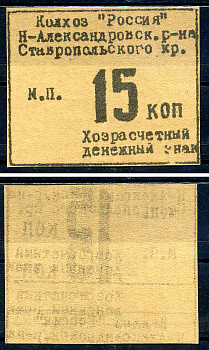 Колхоз "Россия"
Н-Александровск. р-на
Ставропольского кр.
М.П. 15 коп
Хозрасчетный
денежный знак